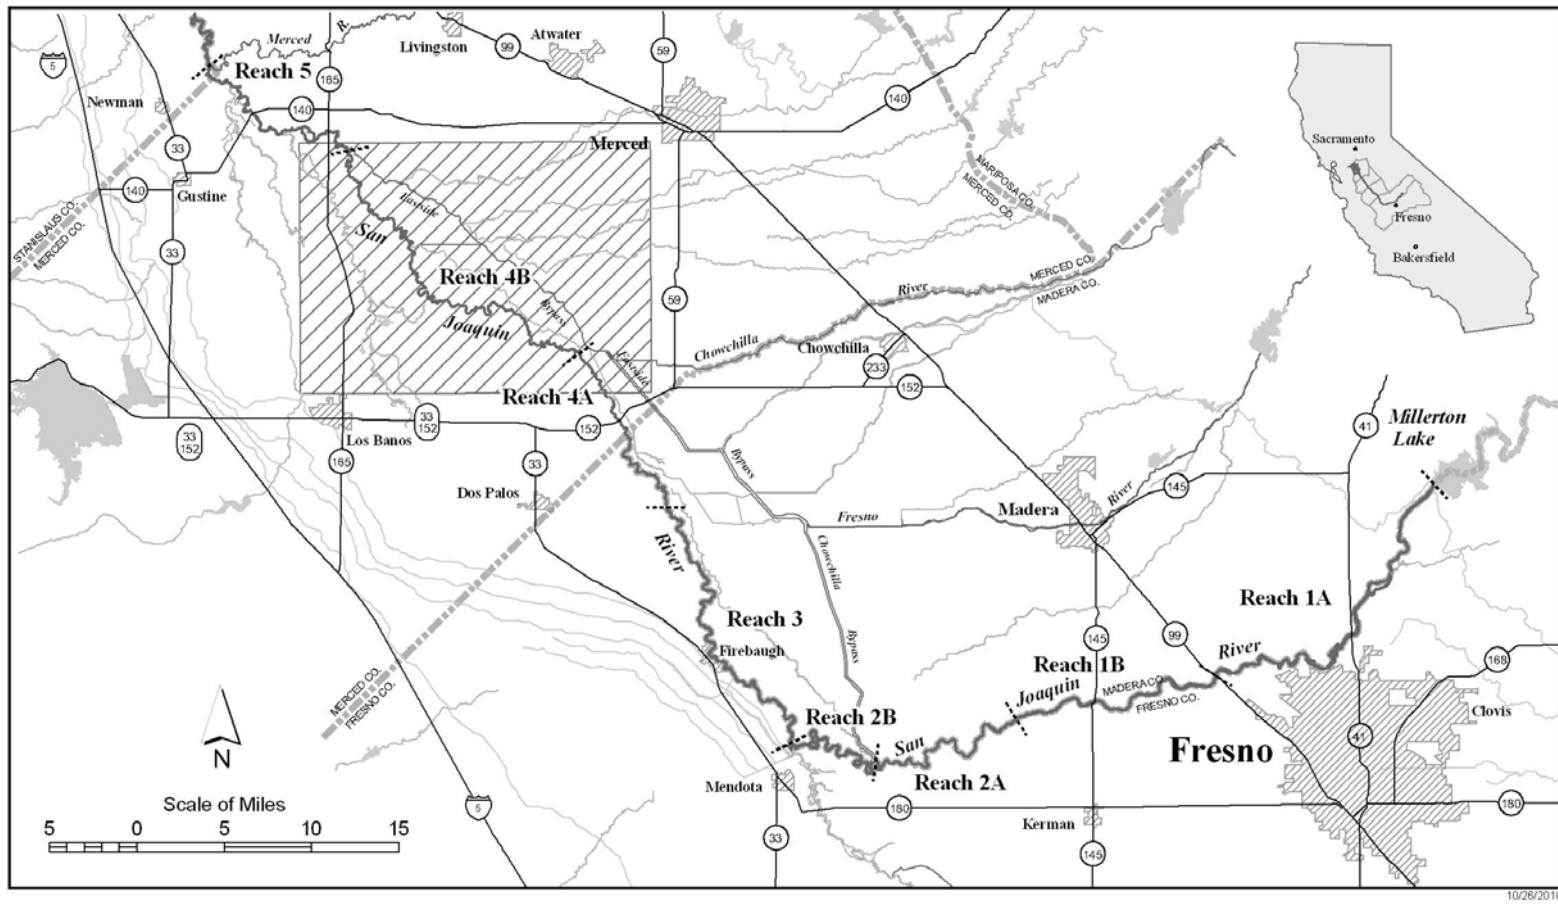 Merced
R.
Livingston
99
Atwater
59
5
Reach 5
165
Newman
140
140
33
Merced
Sacramento
MARIPOSA CO.
MERCED CO.
140
Gustine
Eastside
STANISLAUS CO.
MERCED CO.
San
Fresno
33
Bakersfield
Reach 4B
MERCED CO.
MADERA CO.
River
59
Bypass
Joaquin
Chowchilla
Chowchilla
Eastside
233
152
Reach 4A
33
152
152
41
Millerton
Lake
33
152
Los Banos
165
33
Bypass
145
Dos Palos
River
Fresno
Madera
River
Chowchilla
Reach 1A
Reach 3
145
99
Bypass
Firebaugh
River
168
Reach 1B
MERCED CO.
FRESNO CO.
Joaquin
MADERA CO.
FRESNO CO.
Reach 2B
Clovis
San
Fresno
41
N
Reach 2A
Mendota
Scale of Miles
5
180
180
5 0 5 10 15
Kerman
33
145
10/26/2010